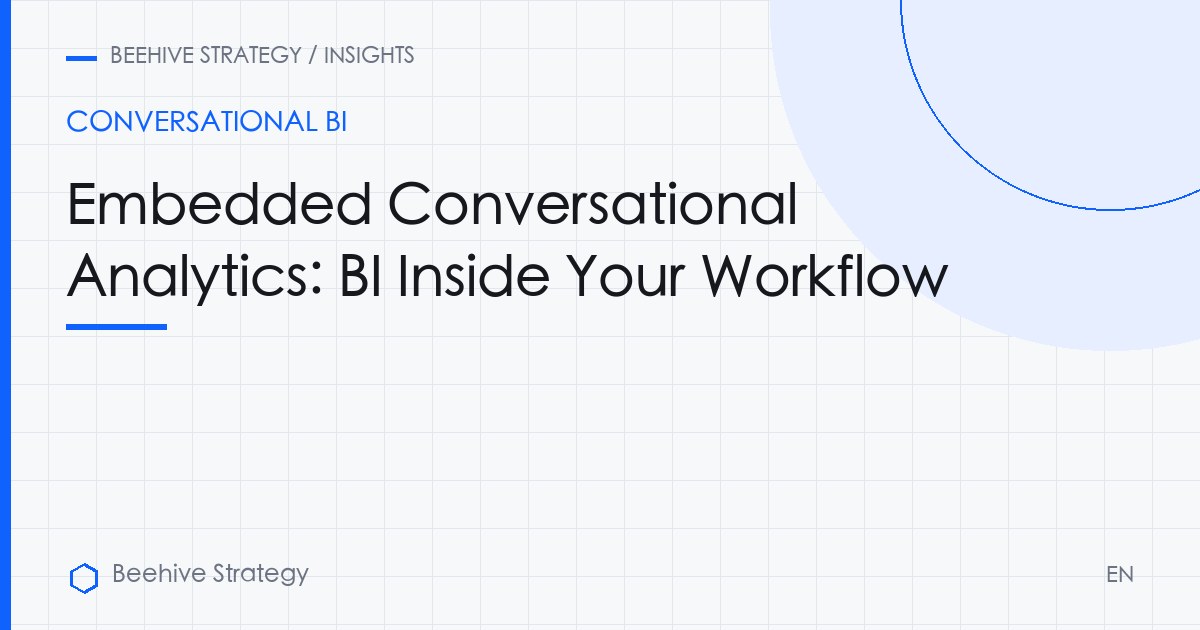 BEEHIVE STRATEGY / INSIGHTS
CONVERSATIONAL BI
Embedded Conversational
Analytics: BI Inside Your Workflow
Beehive Strategy
EN